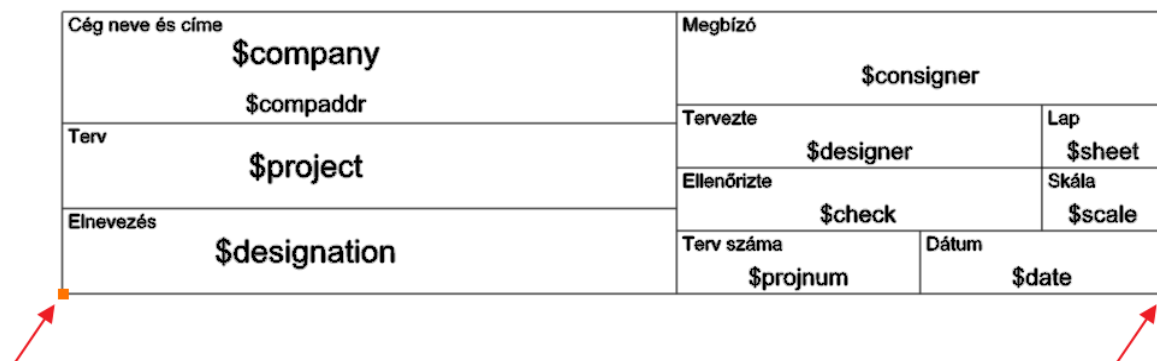 Cég neve és címe
$company
$compaddr
Terv
$project
Elnevezés
$designation
Megbízó
$consigner
Tervezte
$designer
Lap
$sheet
Ellenőrizte
$check
Skála
$scale
Terv száma
$projnum
Dátum
$date